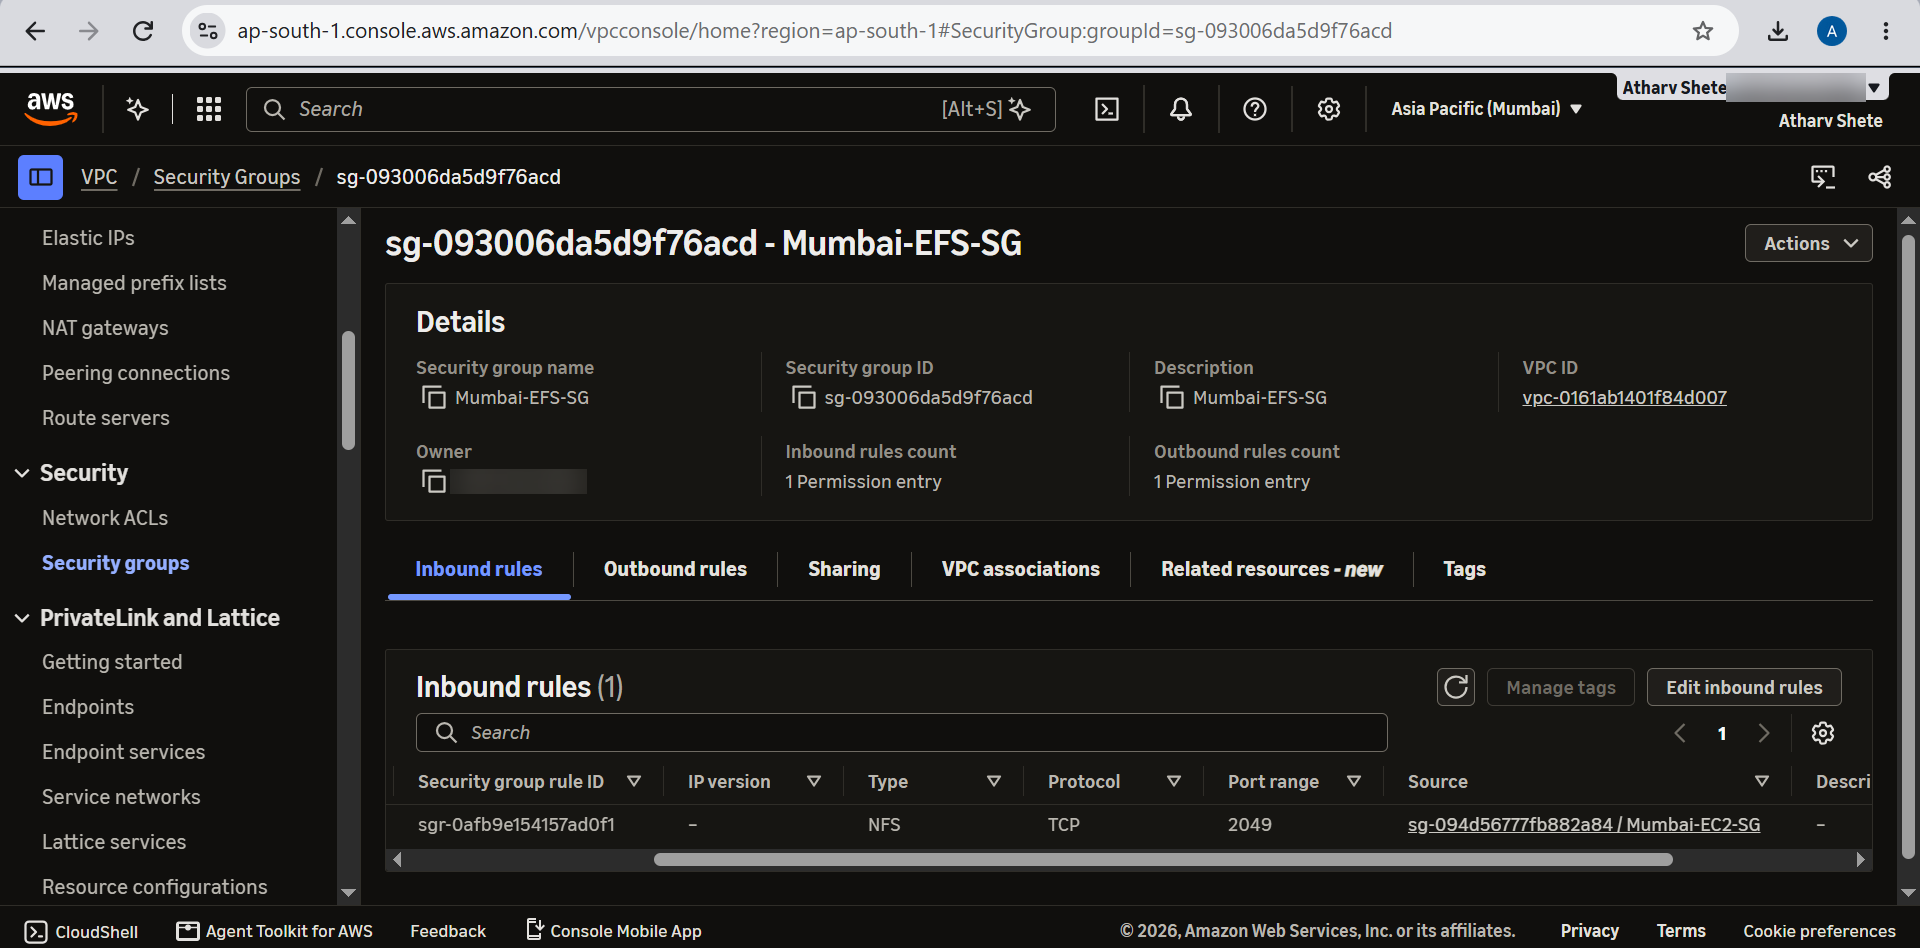 ap-south-1.console.aws.amazon.com/vpcconsole/home?region=ap-south-1#SecurityGroup:groupId=sg-093006da5d9f76acd
A
aws
Search
[Alt+S]
Asia Pacific (Mumbai)
Atharv Shete
Atharv Shete
VPC / Security Groups / sg-093006da5d9f76acd
Elastic IPs
Managed prefix lists
NAT gateways
Peering connections
Route servers
Security
Network ACLs
Security groups
PrivateLink and Lattice
Getting started
Endpoints
Endpoint services
Service networks
Lattice services
Resource configurations
sg-093006da5d9f76acd - Mumbai-EFS-SG
Actions
Details
Security group name
Mumbai-EFS-SG
Security group ID
sg-093006da5d9f76acd
Description
Mumbai-EFS-SG
VPC ID
vpc-0161ab1401f84d007
Owner
Inbound rules count
1 Permission entry
Outbound rules count
1 Permission entry
Inbound rules
Outbound rules
Sharing
VPC associations
Related resources - new
Tags
Inbound rules (1)
Manage tags
Edit inbound rules
Search
1
Security group rule ID
IP version
Type
Protocol
Port range
Source
Descri
sgr-0afb9e154157ad0f1
–
NFS
TCP
2049
sg-094d56777fb882a84 / Mumbai-EC2-SG
–
CloudShell
Agent Toolkit for AWS
Feedback
Console Mobile App
© 2026, Amazon Web Services, Inc. or its affiliates.
Privacy
Terms
Cookie preferences